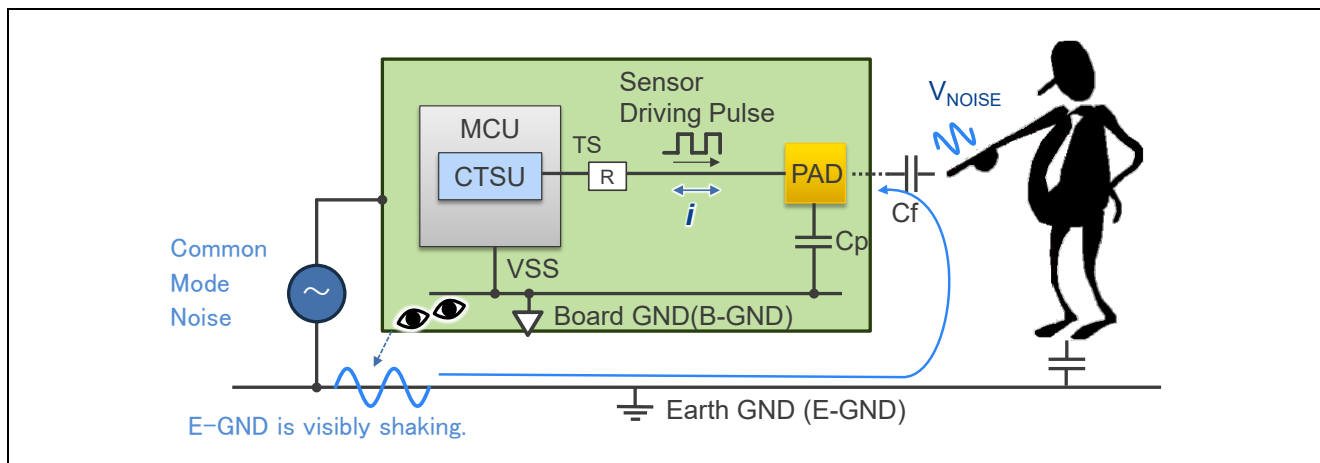 Sensor
Driving Pulse
V_NOISE
MCU
TS
CTSU
R
PAD
i
Cf
Cp
Common
Mode
Noise
VSS
Board GND(B-GND)
Earth GND (E-GND)
E-GND is visibly shaking.